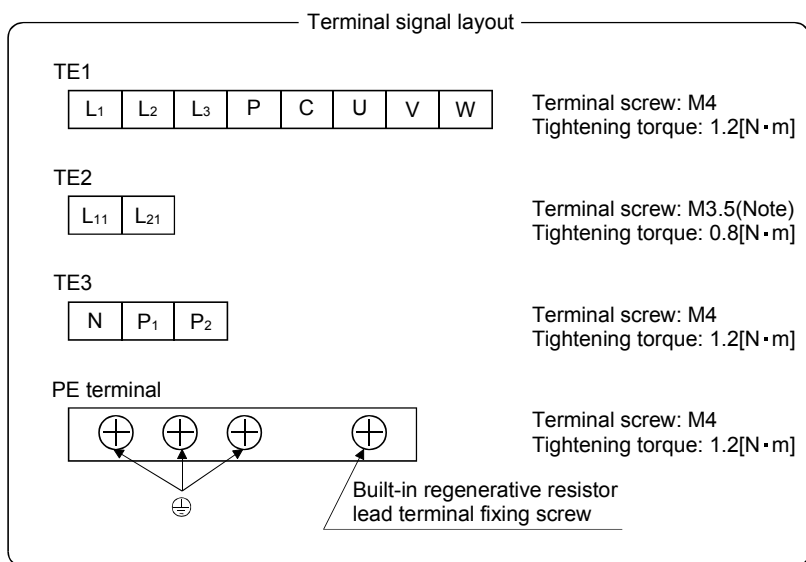 Terminal signal layout
TE1
L1 L2 L3 P C U V W
Terminal screw: M4
Tightening torque: 1.2[N・m]
TE2
L11 L21
Terminal screw: M3.5(Note)
Tightening torque: 0.8[N・m]
TE3
N P1 P2
Terminal screw: M4
Tightening torque: 1.2[N・m]
PE terminal
Terminal screw: M4
Tightening torque: 1.2[N・m]
Built-in regenerative resistor
lead terminal fixing screw